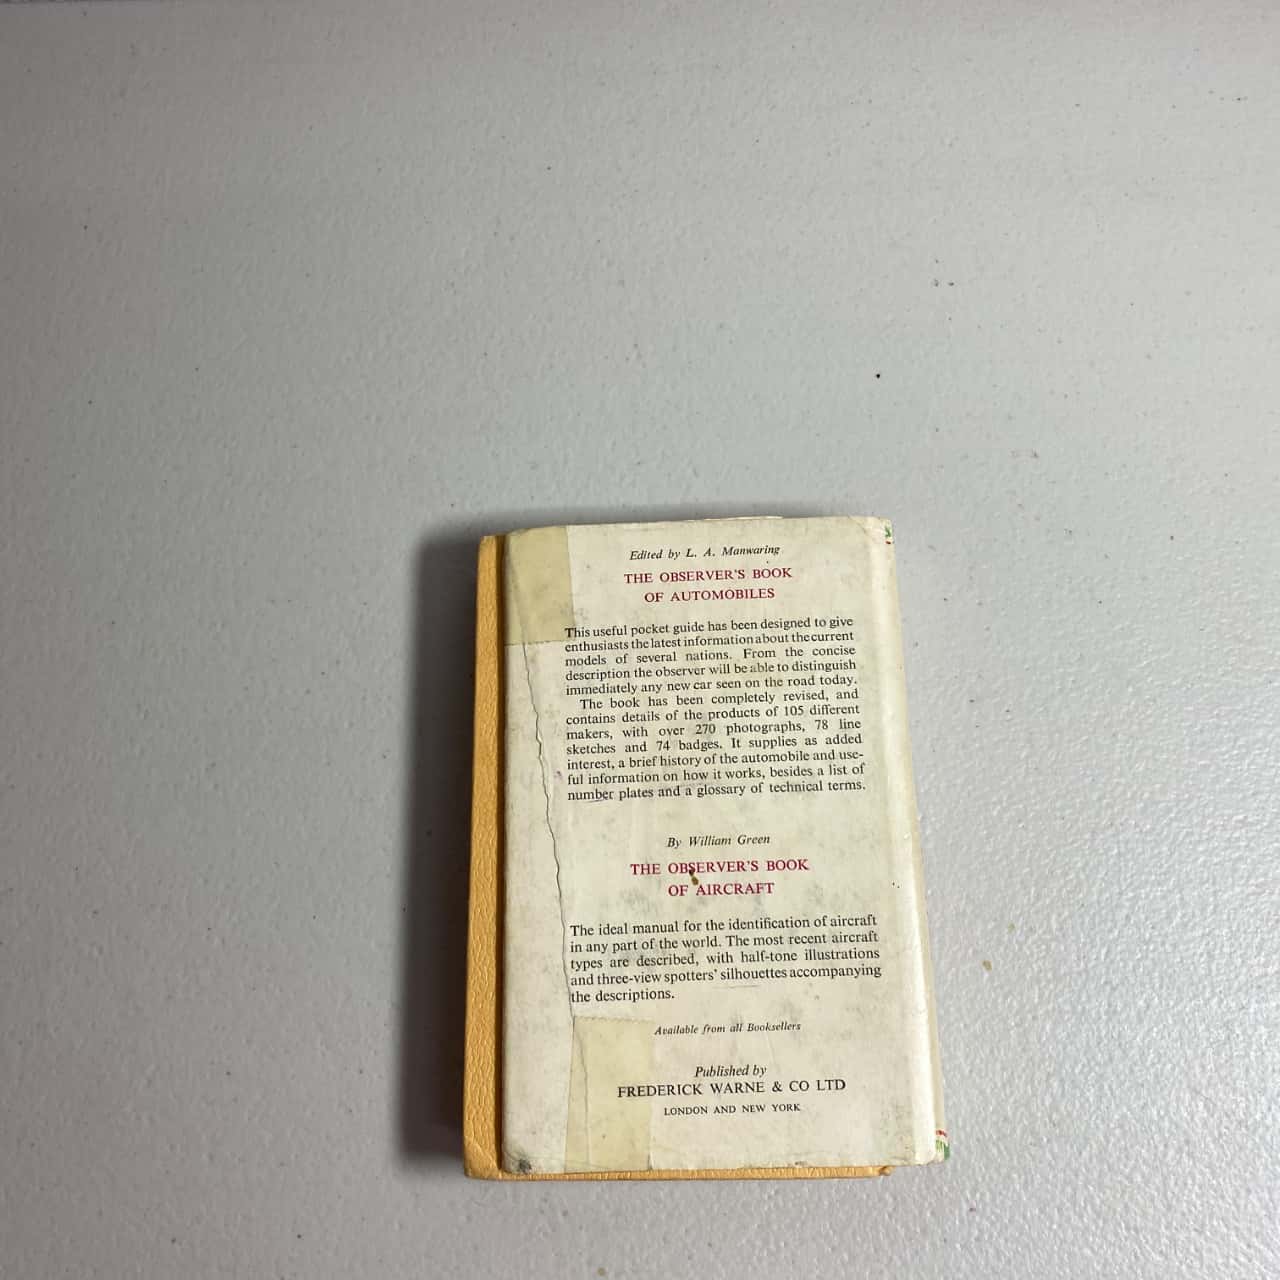 Edited by L. A. Manwaring
THE OBSERVER'S BOOK
OF AUTOMOBILES
This useful pocket guide has been designed to give
enthusiasts the latest information about the current
models of several nations. From the concise
description the observer will be able to distinguish
immediately any new car seen on the road today.
The book has been completely revised, and
contains details of the products of 105 different
makers, with over 270 photographs, 78 line
sketches and 74 badges. It supplies as added
interest, a brief history of the automobile and use-
ful information on how it works, besides a list of
number plates and a glossary of technical terms.
By William Green
THE OBSERVER'S BOOK
OF AIRCRAFT
The ideal manual for the identification of aircraft
in any part of the world. The most recent aircraft
types are described, with half-tone illustrations
and three-view spotters' silhouettes accompanying
the descriptions.
Available from all Booksellers
Published by
FREDERICK WARNE & CO LTD
LONDON AND NEW YORK